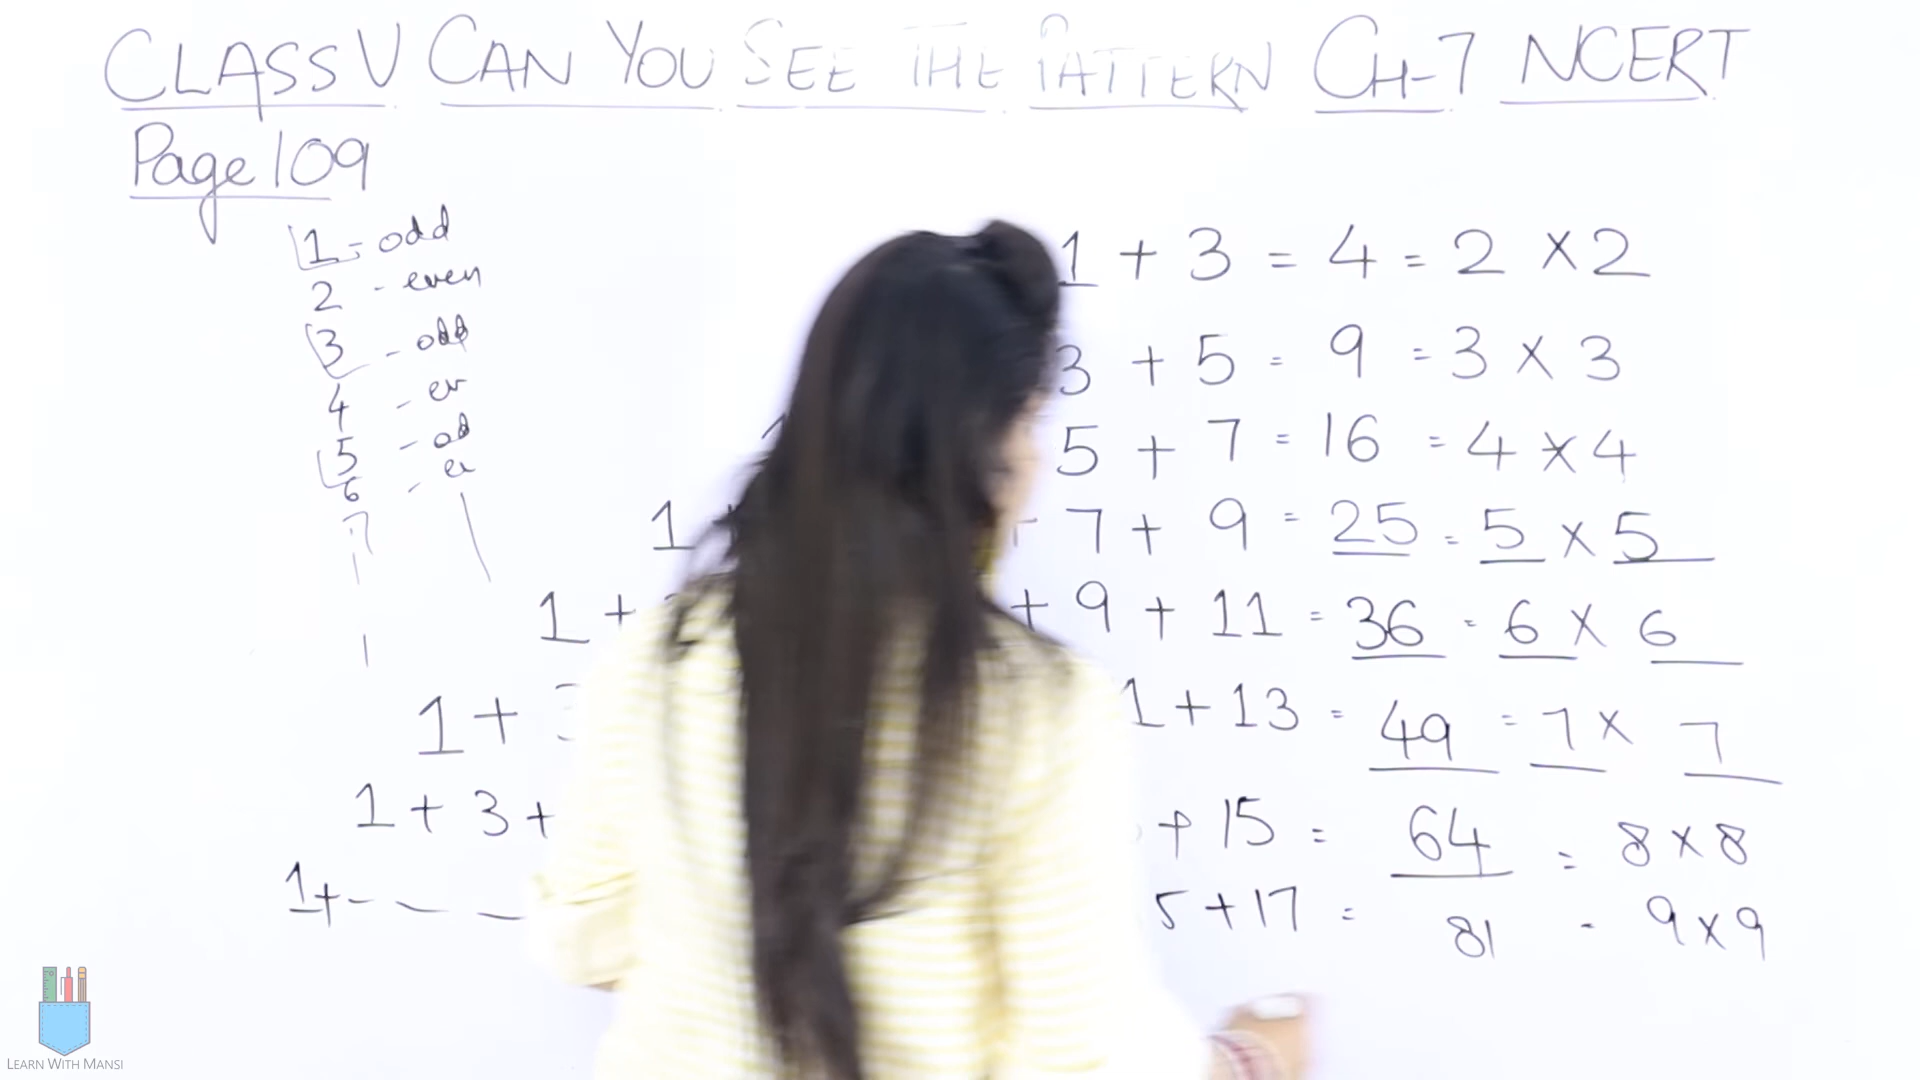 CLASS V CAN YOU SEE THE PATTERN CH-7 NCERT
Page 109
1 = odd
2 - even
3 - odd
4 - ev
5 - od
6 - ev
7
1 + 3 = 4 = 2 × 2
3 + 5 = 9 = 3 × 3
1 5 + 7 = 16 = 4 × 4
1 + 7 + 9 = 25 = 5 × 5
1 + + 9 + 11 = 36 = 6 × 6
1 + 3 1 + 13 = 49 = 7 × 7
1 + 3 + + 15 = 64 = 8 × 8
1 + - - - 5 + 17 = 81 = 9 × 9
LEARN WITH MANSI